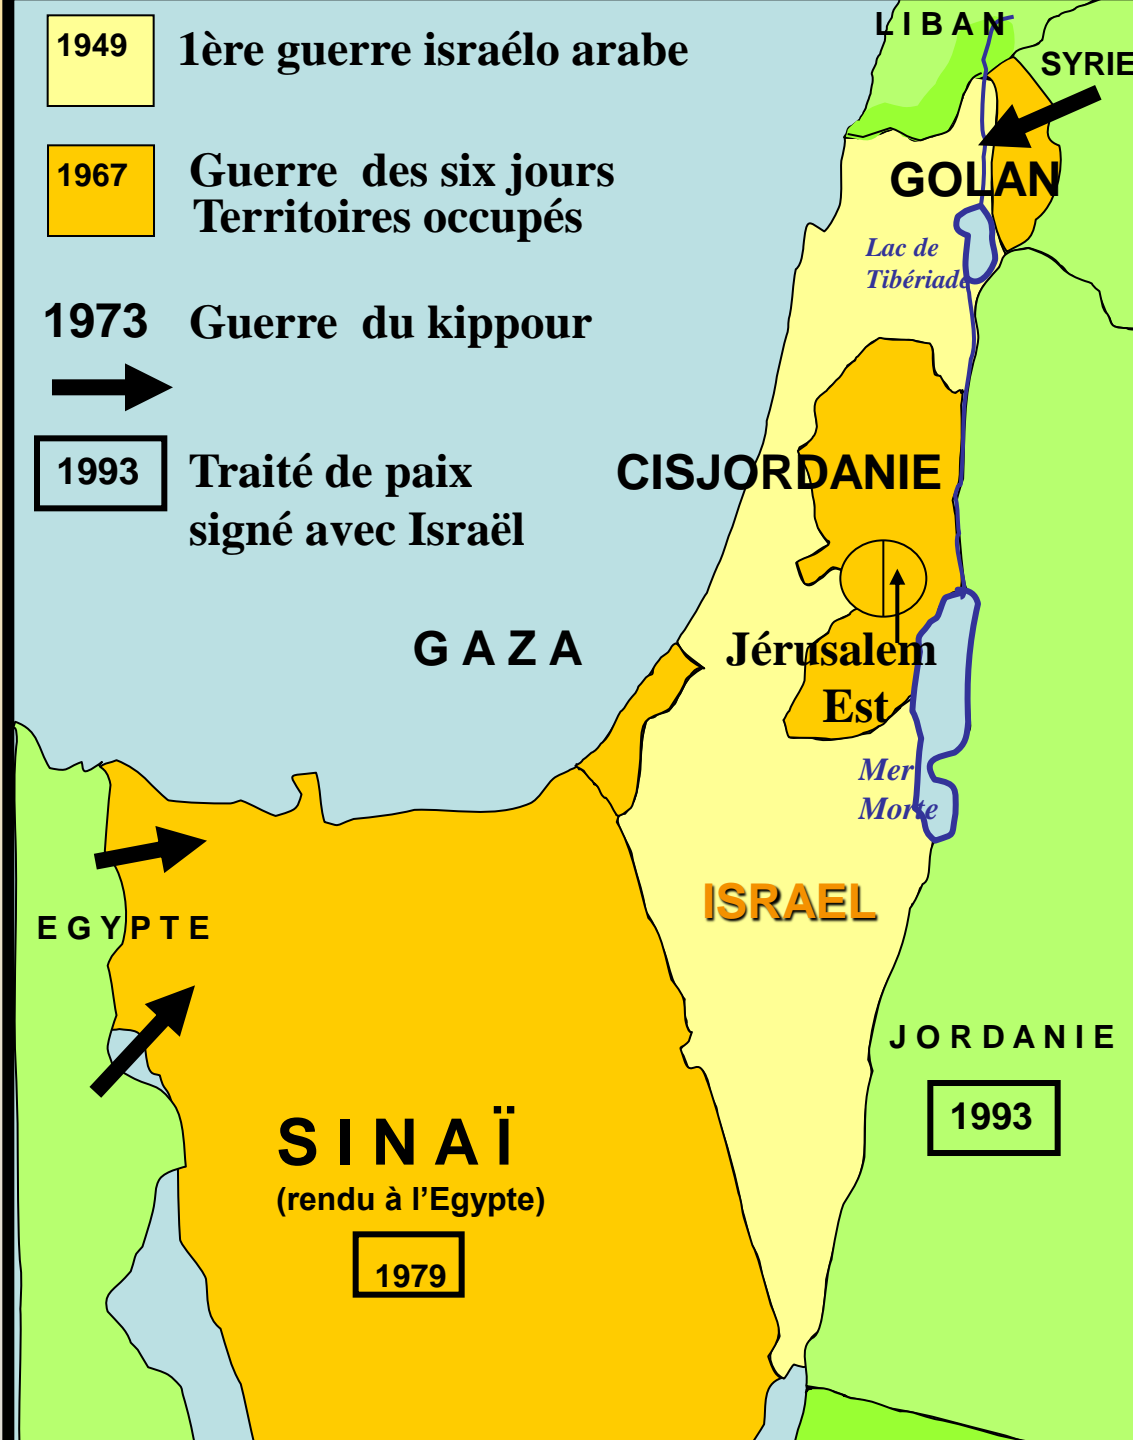 1949 1ère guerre israélo arabe
1967 Guerre des six jours
Territoires occupés
1973 Guerre du kippour
1993 Traité de paix
signé avec Israël
LIBAN
SYRIE
GOLAN
Lac de
Tibériade
CISJORDANIE
GAZA
Jérusalem
Est
Mer
Morte
ISRAEL
EGYPTE
JORDANIE
1993
SINAÏ
(rendu à l’Egypte)
1979